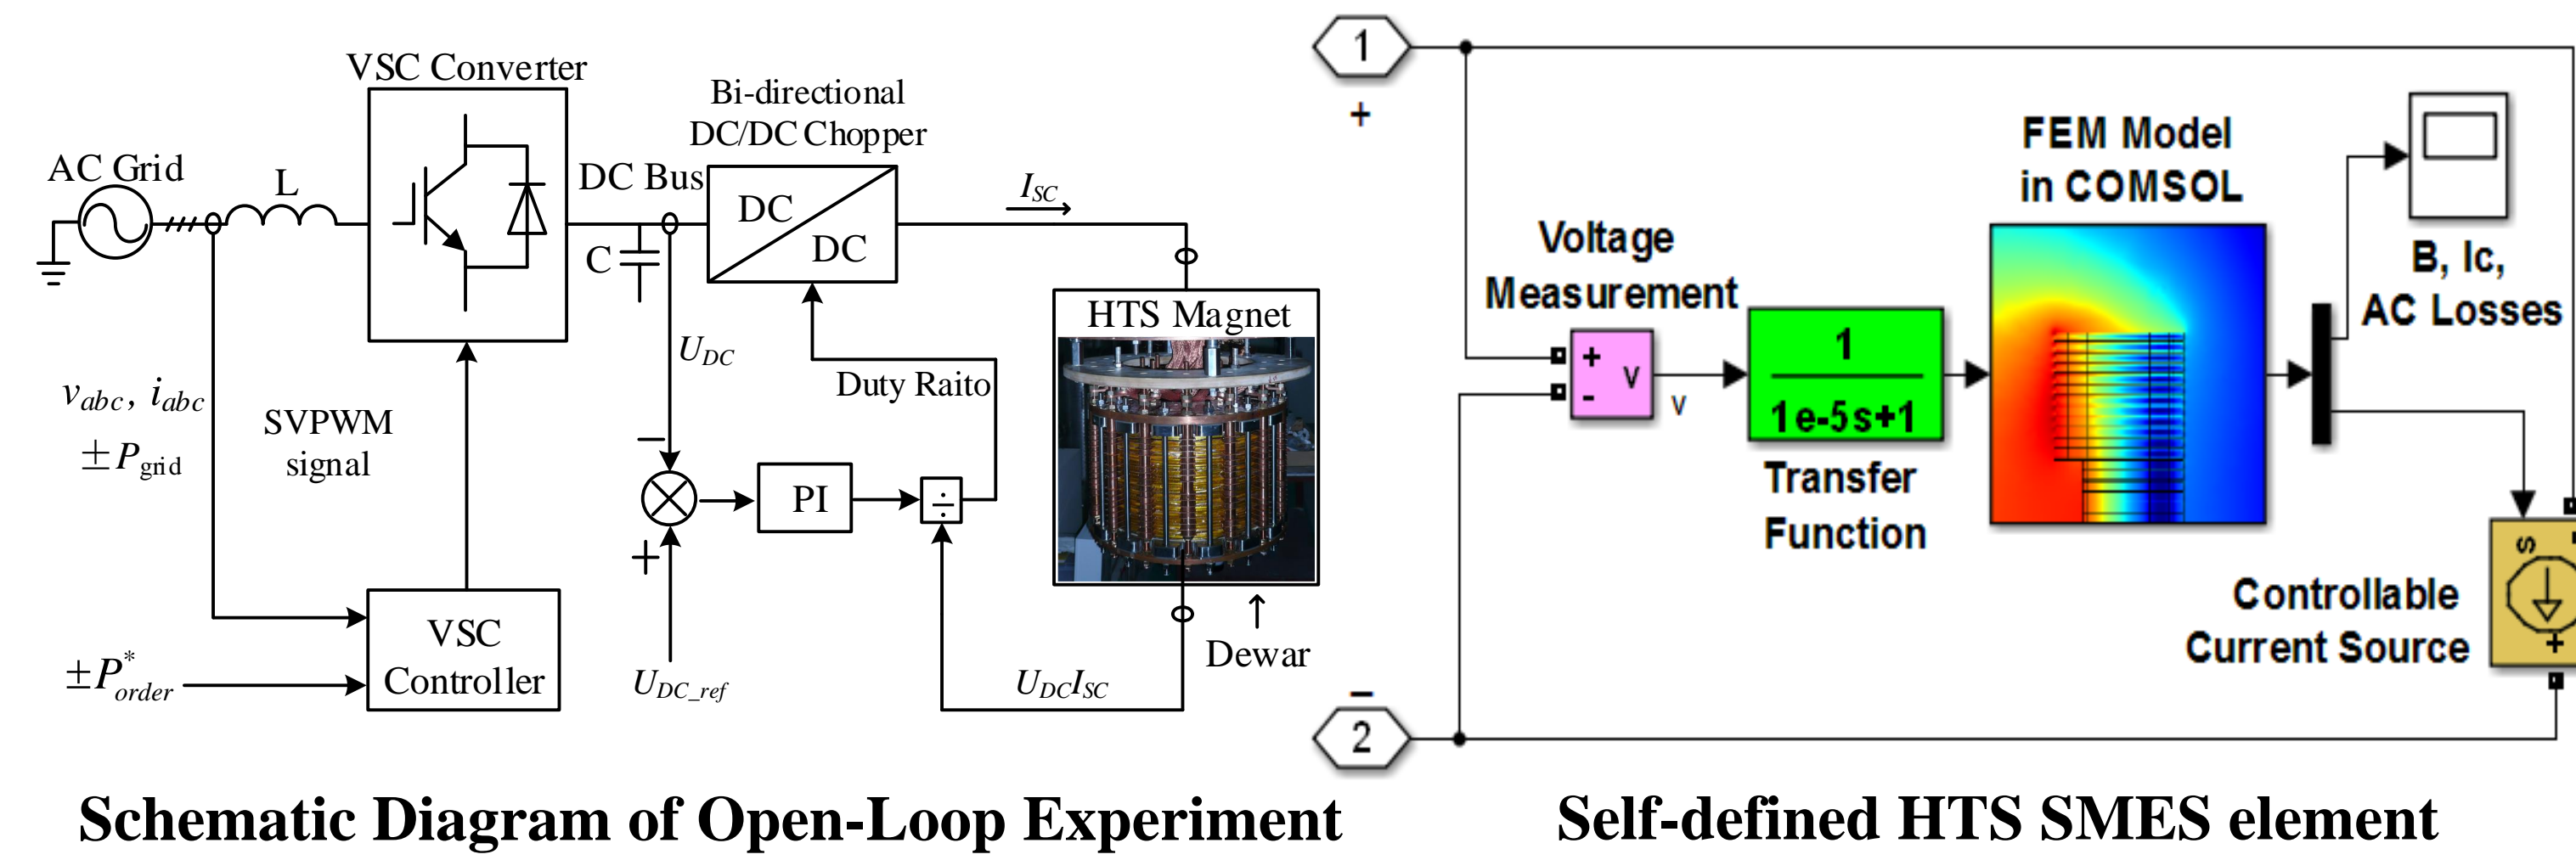 VSC Converter
Bi-directional
DC/DC Chopper
AC Grid
L
DC Bus
C
DC
DC
I_SC
HTS Magnet
U_DC
Duty Raito
v_abc, i_abc
±P_grid
SVPWM
signal
−
+
PI
÷
VSC
Controller
±P*_order
U_DC_ref
U_DC I_SC
Dewar
Schematic Diagram of Open-Loop Experiment
1
+
FEM Model
in COMSOL
Voltage
Measurement
+
-
v
v
1
1e-5s+1
Transfer
Function
B, Ic,
AC Losses
s
+
Controllable
Current Source
−
2
Self-defined HTS SMES element